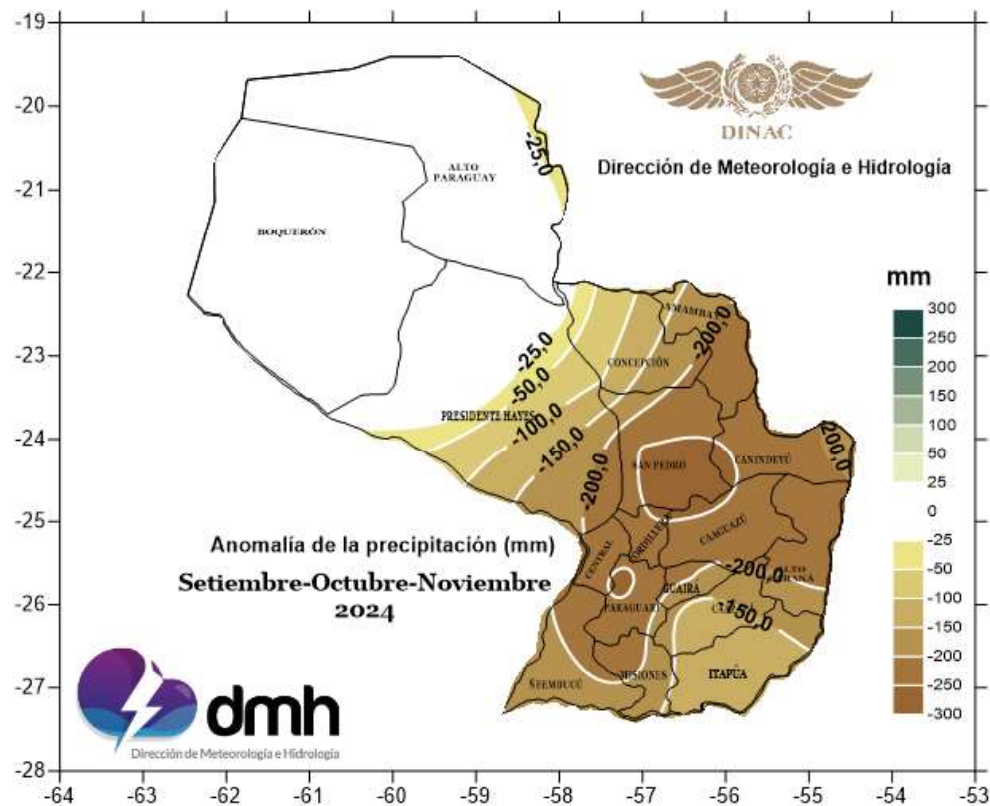 -19
-20
-21
-22
-23
-24
-25
-26
-27
-28
-64
-63
-62
-61
-60
-59
-58
-57
-56
-55
-54
-53
DINAC
Dirección de Meteorología e Hidrología
ALTO
PARAGUAY
-25,0
BOQUERÓN
AMAMBAY
-200,0
CONCEPCIÓN
-25,0
-50,0
PRESIDENTE HAYES
-100,0
-150,0
-200,0
SAN PEDRO
CANINDEYÚ
200,0
CAAGUAZÚ
CORDILLERA
CENTRAL
-200,0
ALTO
PARANÁ
GUAIRA
PARAGUARÍ
-150,0
ITAPÚA
MISIONES
ÑEEMBUCÚ
mm
300
250
200
150
100
50
25
0
-25
-50
-100
-150
-200
-250
-300
Anomalía de la precipitación (mm)
Setiembre-Octubre-Noviembre
2024
dmh
Dirección de Meteorología e Hidrología